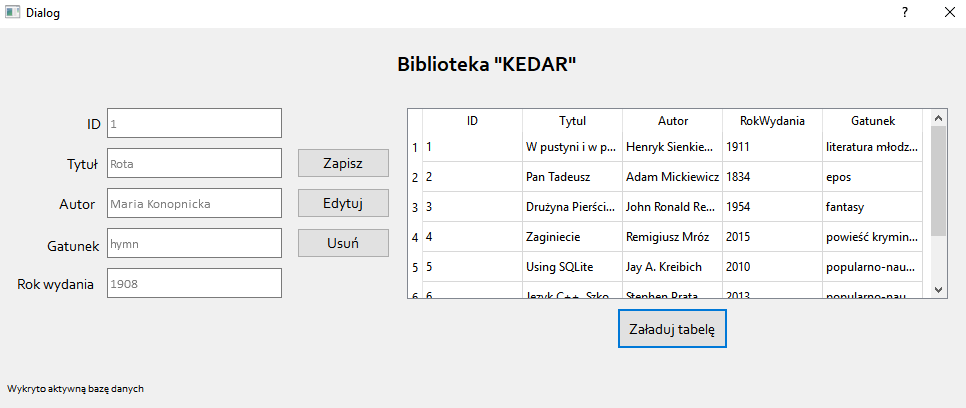 Dialog
?
Biblioteka "KEDAR"
ID 1
Tytuł Rota
Autor Maria Konopnicka
Gatunek hymn
Rok wydania 1908
Zapisz
Edytuj
Usuń
ID Tytul Autor RokWydania Gatunek
1 1 W pustyni i w p... Henryk Sienkie... 1911 literatura młodz...
2 2 Pan Tadeusz Adam Mickiewicz 1834 epos
3 3 Drużyna Pierści... John Ronald Re... 1954 fantasy
4 4 Zaginiecie Remigiusz Mróz 2015 powieść krymin...
5 5 Using SQLite Jay A. Kreibich 2010 popularno-nau...
6 6 Język C++. Szko... Stephen Prata 2013 popularno-nau...
Załaduj tabelę
Wykryto aktywną bazę danych